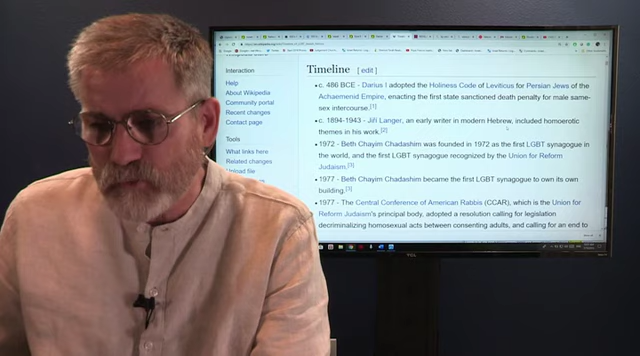 Interaction
Help
About Wikipedia
Community portal
Recent changes
Contact page
Tools
What links here
Related changes
Upload file
Timeline [ edit ]
• c. 486 BCE - Darius I adopted the Holiness Code of Leviticus for Persian Jews of the
Achaemenid Empire, enacting the first state sanctioned death penalty for male same-
sex intercourse.[1]
• c. 1894-1943 - Jiří Langer, an early writer in modern Hebrew, included homoerotic
themes in his work.[2]
• 1972 - Beth Chayim Chadashim was founded in 1972 as the first LGBT synagogue in
the world, and the first LGBT synagogue recognized by the Union for Reform
Judaism.[3]
• 1977 - Beth Chayim Chadashim became the first LGBT synagogue to own its own
building.[3]
• 1977 - The Central Conference of American Rabbis (CCAR), which is the Union for
Reform Judaism's principal body, adopted a resolution calling for legislation
decriminalizing homosexual acts between consenting adults, and calling for an end to
TCL